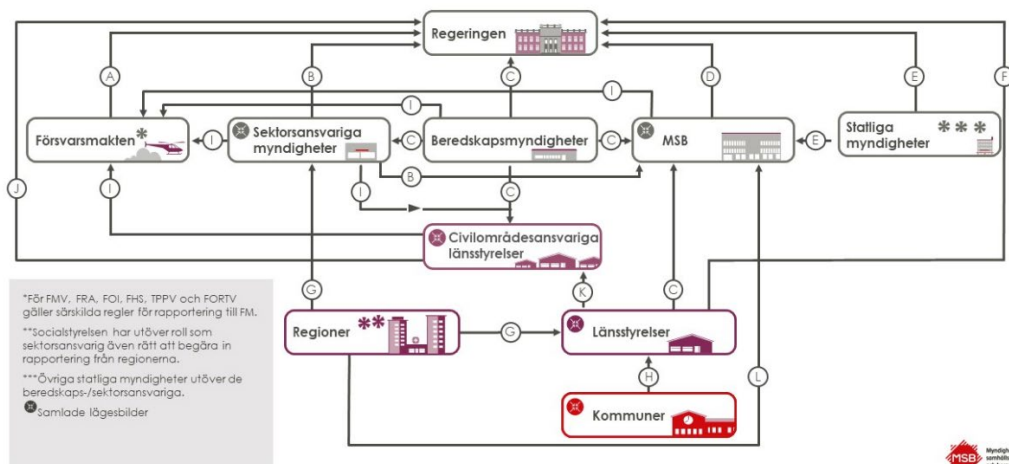 Regeringen
A
B
C
D
E
F
I
I
Försvarsmakten *
I
Sektorsansvariga
myndigheter
C
Beredskapsmyndigheter
C
MSB
E
Statliga
myndigheter
* * *
J
I
B
I
C
Civilområdesansvariga
länsstyrelser
G
K
C
Regioner **
G
Länsstyrelser
L
H
Kommuner
*För FMV, FRA, FOI, FHS, TPPV och FORTV
gäller särskilda regler för rapportering till FM.
**Socialstyrelsen har utöver roll som
sektorsansvarig även rätt att begära in
rapportering från regionerna.
***Övriga statliga myndigheter utöver de
beredskaps-/sektorsansvariga.
Samlade lägesbilder
MSB